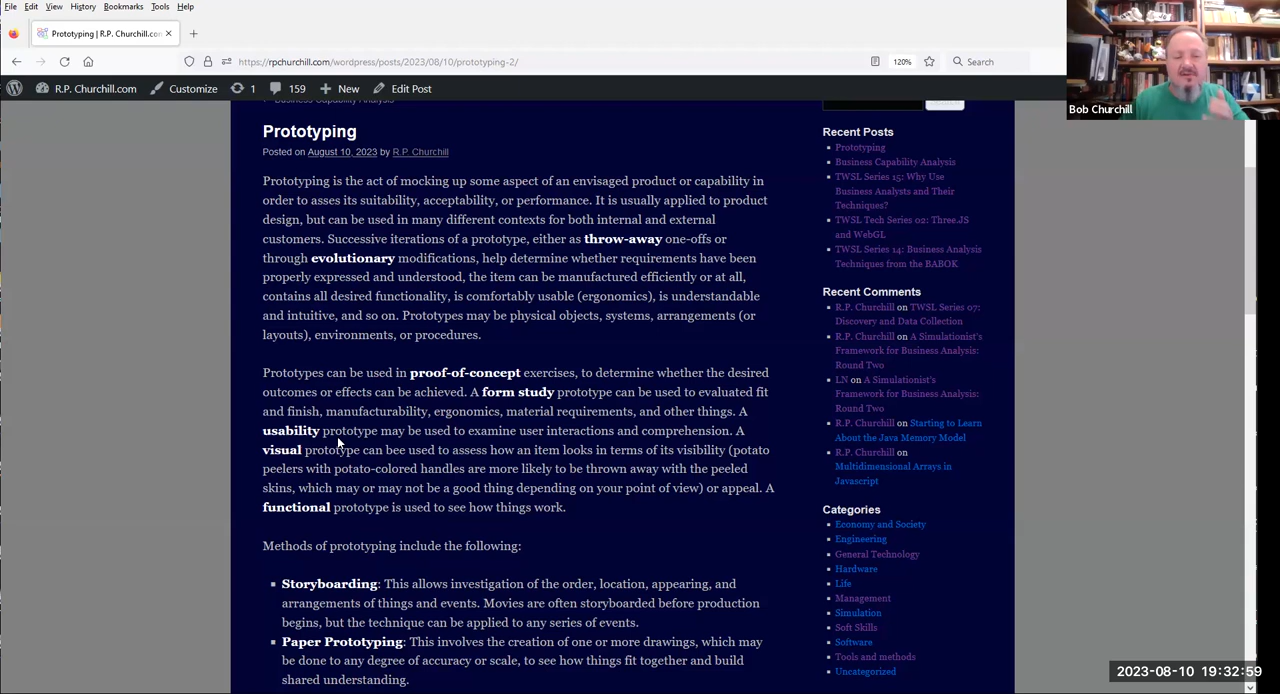 File Edit View History Bookmarks Tools Help
Prototyping | R.P. Churchill.com
https://rpchurchill.com/wordpress/posts/2023/08/10/prototyping-2/
120%
Search
R.P. Churchill.com Customize 1 159 New Edit Post
Bob Churchill
Business Capability Analysis
Search
Prototyping
Posted on August 10, 2023 by R.P. Churchill
Prototyping is the act of mocking up some aspect of an envisaged product or capability in
order to asses its suitability, acceptability, or performance. It is usually applied to product
design, but can be used in many different contexts for both internal and external
customers. Successive iterations of a prototype, either as throw-away one-offs or
through evolutionary modifications, help determine whether requirements have been
properly expressed and understood, the item can be manufactured efficiently or at all,
contains all desired functionality, is comfortably usable (ergonomics), is understandable
and intuitive, and so on. Prototypes may be physical objects, systems, arrangements (or
layouts), environments, or procedures.
Prototypes can be used in proof-of-concept exercises, to determine whether the desired
outcomes or effects can be achieved. A form study prototype can be used to evaluated fit
and finish, manufacturability, ergonomics, material requirements, and other things. A
usability prototype may be used to examine user interactions and comprehension. A
visual prototype can bee used to assess how an item looks in terms of its visibility (potato
peelers with potato-colored handles are more likely to be thrown away with the peeled
skins, which may or may not be a good thing depending on your point of view) or appeal. A
functional prototype is used to see how things work.
Methods of prototyping include the following:
Storyboarding: This allows investigation of the order, location, appearing, and
arrangements of things and events. Movies are often storyboarded before production
begins, but the technique can be applied to any series of events.
Paper Prototyping: This involves the creation of one or more drawings, which may
be done to any degree of accuracy or scale, to see how things fit together and build
shared understanding.
Recent Posts
Prototyping
Business Capability Analysis
TWSL Series 15: Why Use
Business Analysts and Their
Techniques?
TWSL Tech Series 02: Three.JS
and WebGL
TWSL Series 14: Business Analysis
Techniques from the BABOK
Recent Comments
R.P. Churchill on TWSL Series 07:
Discovery and Data Collection
R.P. Churchill on A Simulationist's
Framework for Business Analysis:
Round Two
LN on A Simulationist's
Framework for Business Analysis:
Round Two
R.P. Churchill on Starting to Learn
About the Java Memory Model
R.P. Churchill on
Multidimensional Arrays in
Javascript
Categories
Economy and Society
Engineering
General Technology
Hardware
Life
Management
Simulation
Soft Skills
Software
Tools and methods
Uncategorized
2023-08-10 19:32:59